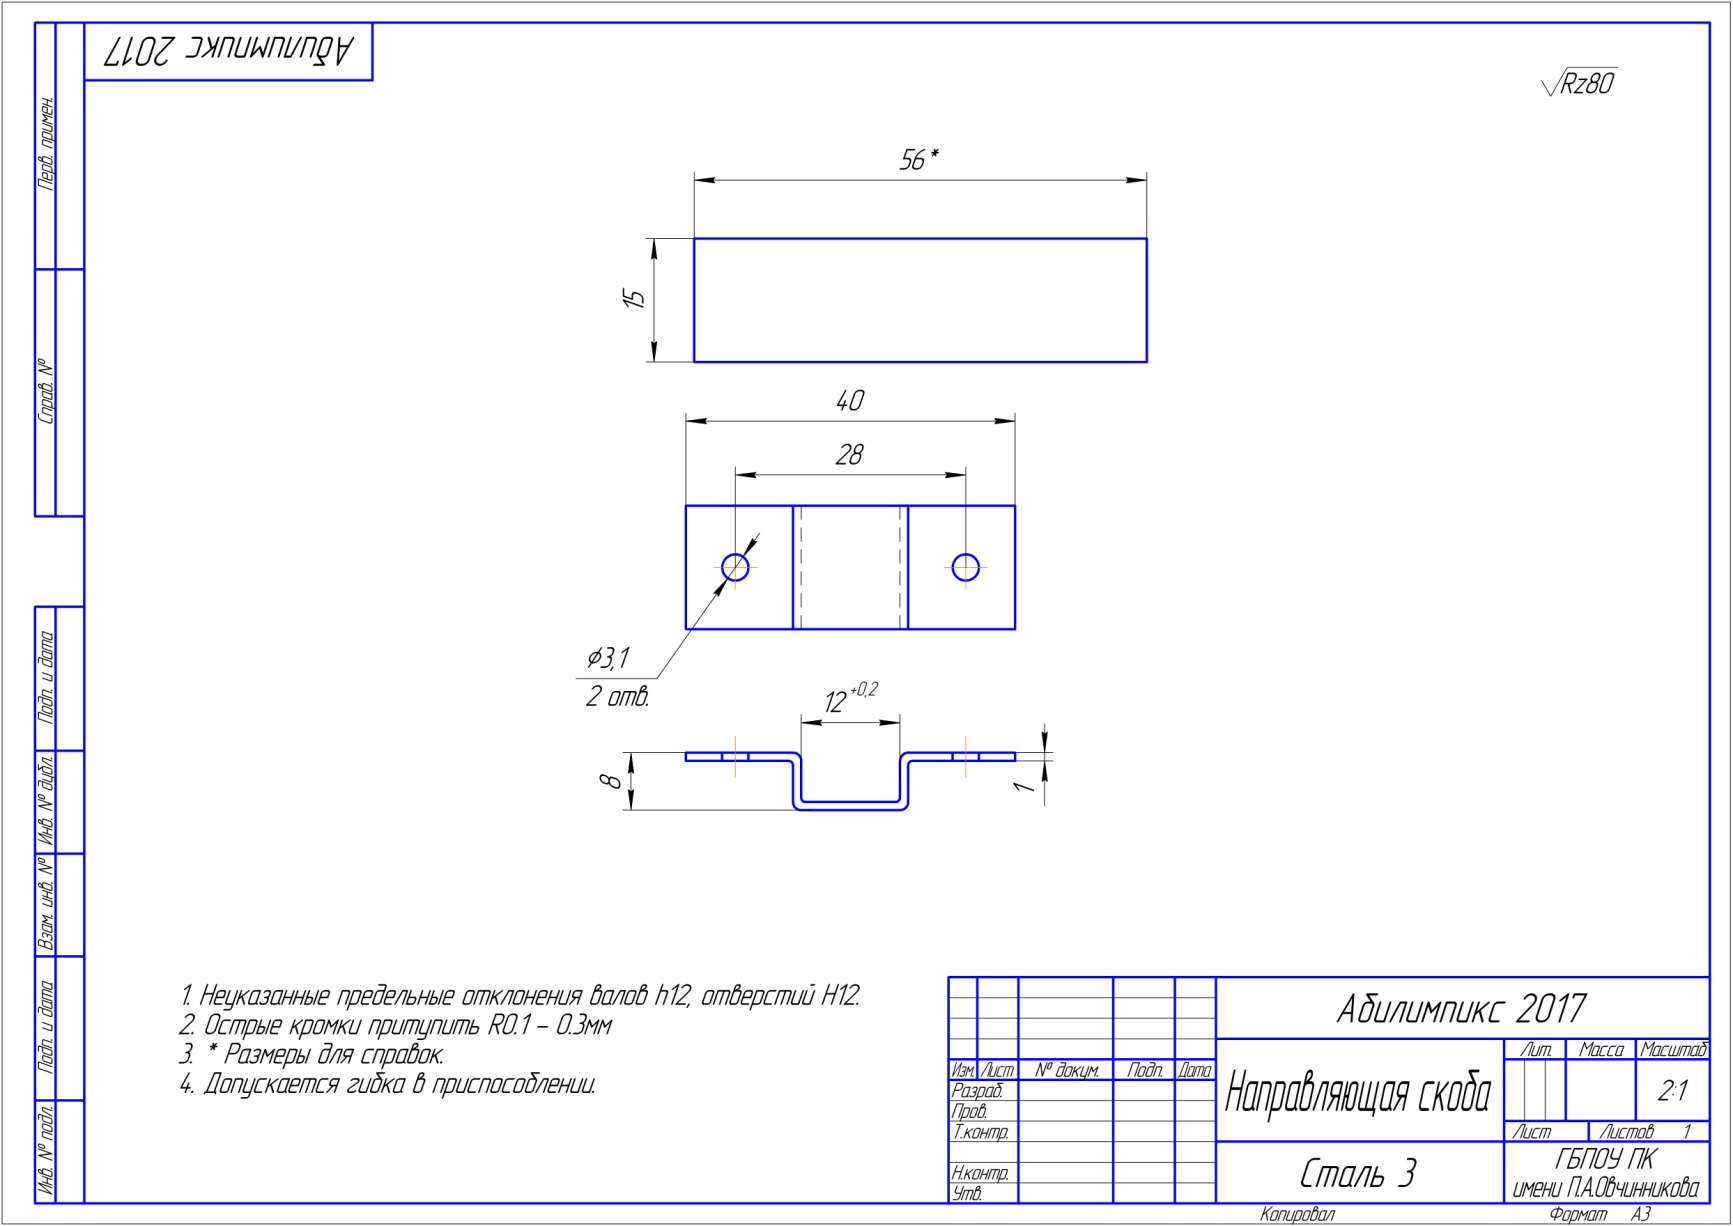 Абилимпикс 2017
Rz80
Перв. примен.
Справ. №
Подп. и дата
Инв. № дубл.
Взам. инв. №
Подп. и дата
Инв. № подл.
56*
15
40
28
ϕ3,1
2 отв.
12 +0,2
8
1
1. Неуказанные предельные отклонения валов h12, отверстий H12.
2. Острые кромки притупить R0.1 – 0.3мм
3. * Размеры для справок.
4. Допускается гибка в приспособлении.
Абилимпикс 2017
Изм. Лист № докум. Подп. Дата
Разраб.
Пров.
Т.контр.
Н.контр.
Утв.
Направляющая скоба
Лит. Масса Масштаб
2:1
Лист Листов 1
Сталь 3
ГБПОУ ПК
имени П.А.Овчинникова
Копировал Формат А3